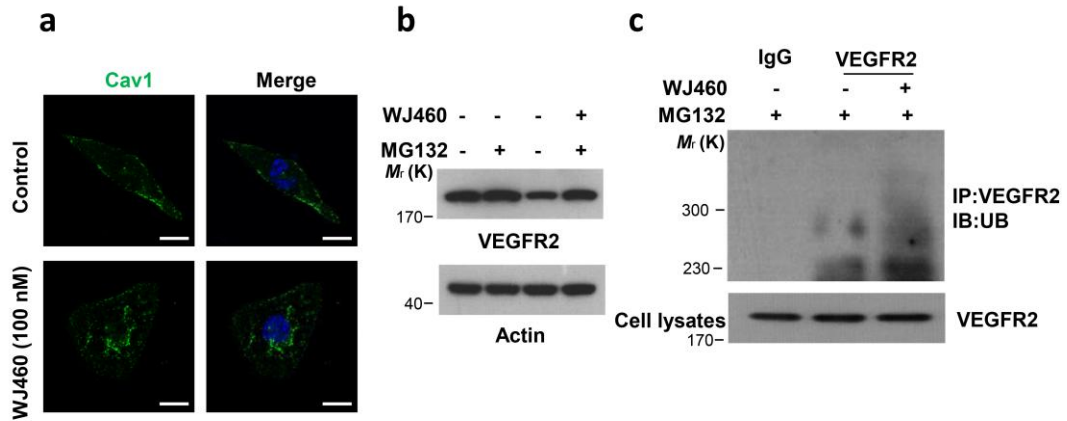 a
Cav1 Merge
Control
WJ460 (100 nM)
b
WJ460 - - - +
MG132 - + - +
Mr (K)
170
VEGFR2
40
Actin
c
IgG VEGFR2
WJ460 - - +
MG132 + + +
Mr (K)
300
230
IP:VEGFR2
IB:UB
Cell lysates
170
VEGFR2